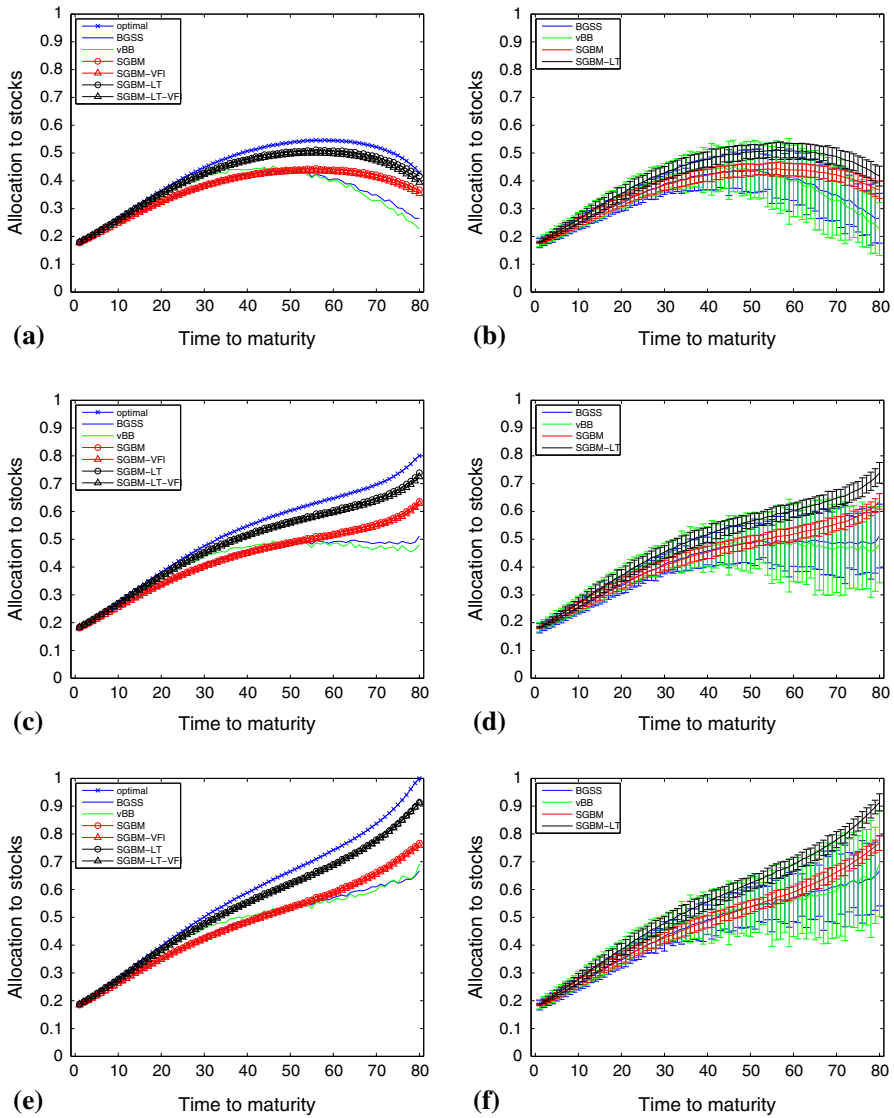 1
0.9
0.8
0.7
0.6
0.5
0.4
0.3
0.2
0.1
0
optimal
BGSS
vBB
SGBM
SGBM-VFI
SGBM-LT
SGBM-LT-VFI
Allocation to stocks
0 10 20 30 40 50 60 70 80
Time to maturity
(a)
1
0.9
0.8
0.7
0.6
0.5
0.4
0.3
0.2
0.1
0
BGSS
vBB
SGBM
SGBM-LT
Allocation to stocks
0 10 20 30 40 50 60 70 80
Time to maturity
(b)
1
0.9
0.8
0.7
0.6
0.5
0.4
0.3
0.2
0.1
0
optimal
BGSS
vBB
SGBM
SGBM-VFI
SGBM-LT
SGBM-LT-VFI
Allocation to stocks
0 10 20 30 40 50 60 70 80
Time to maturity
(c)
1
0.9
0.8
0.7
0.6
0.5
0.4
0.3
0.2
0.1
0
BGSS
vBB
SGBM
SGBM-LT
Allocation to stocks
0 10 20 30 40 50 60 70 80
Time to maturity
(d)
1
0.9
0.8
0.7
0.6
0.5
0.4
0.3
0.2
0.1
0
optimal
BGSS
vBB
SGBM
SGBM-VFI
SGBM-LT
SGBM-LT-VFI
Allocation to stocks
0 10 20 30 40 50 60 70 80
Time to maturity
(e)
1
0.9
0.8
0.7
0.6
0.5
0.4
0.3
0.2
0.1
0
BGSS
vBB
SGBM
SGBM-LT
Allocation to stocks
0 10 20 30 40 50 60 70 80
Time to maturity
(f)